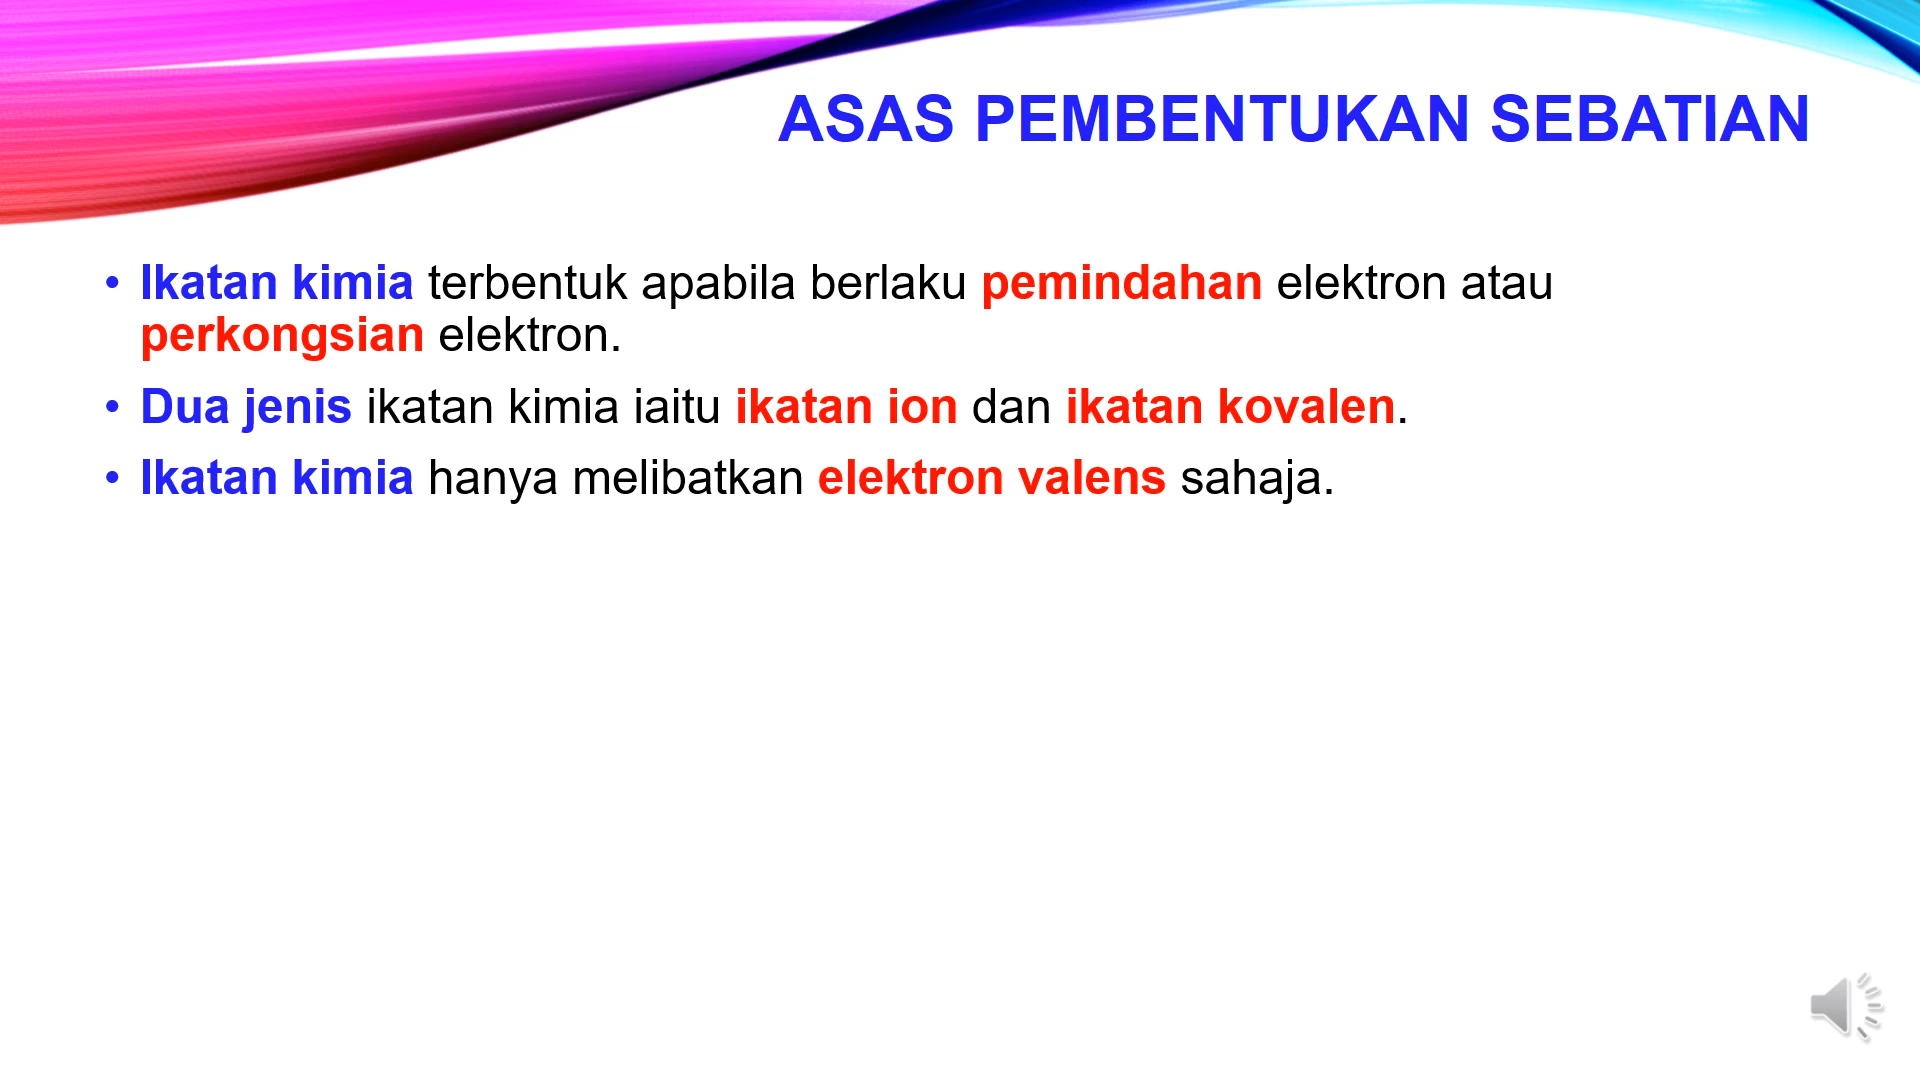 ASAS PEMBENTUKAN SEBATIAN
• Ikatan kimia terbentuk apabila berlaku pemindahan elektron atau
perkongsian elektron.
• Dua jenis ikatan kimia iaitu ikatan ion dan ikatan kovalen.
• Ikatan kimia hanya melibatkan elektron valens sahaja.